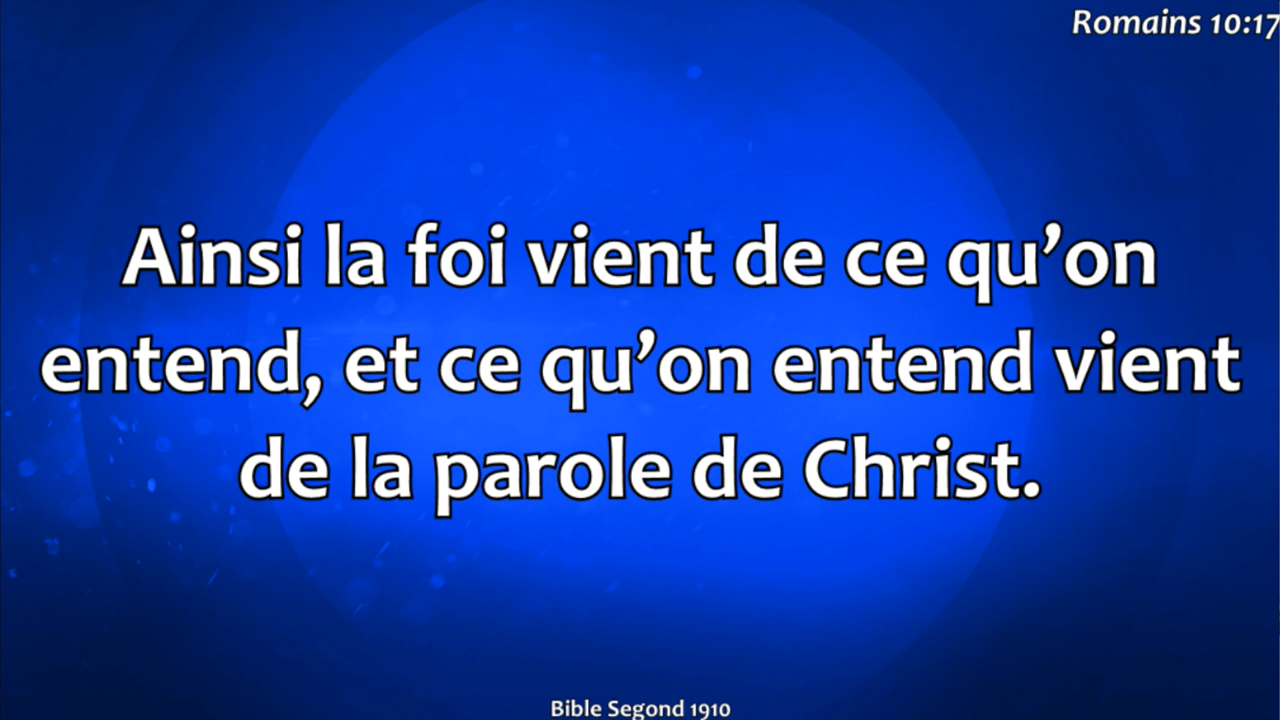 Romains 10:17
Ainsi la foi vient de ce qu’on
entend, et ce qu’on entend vient
de la parole de Christ.
Bible Segond 1910